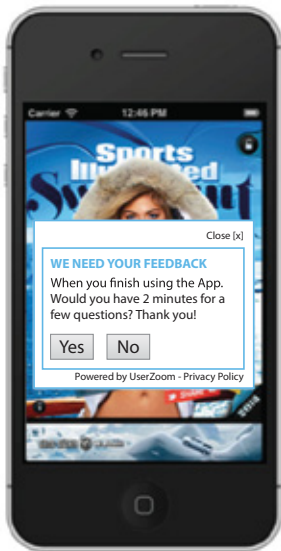 Carrier 12:46 PM
Sports
Illustrated
Swimsuit
Close [x]
WE NEED YOUR FEEDBACK
When you finish using the App.
Would you have 2 minutes for a
few questions? Thank you!
Yes No
Powered by UserZoom - Privacy Policy